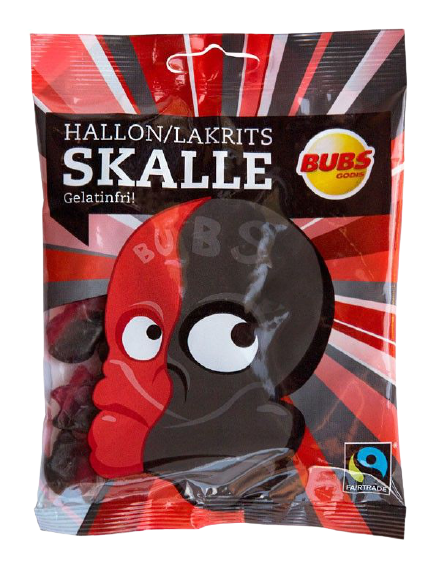 HALLON/LAKRITS
SKALLE
Gelatinfri!
BUBS
GODIS
BUBS
FAIRTRADE